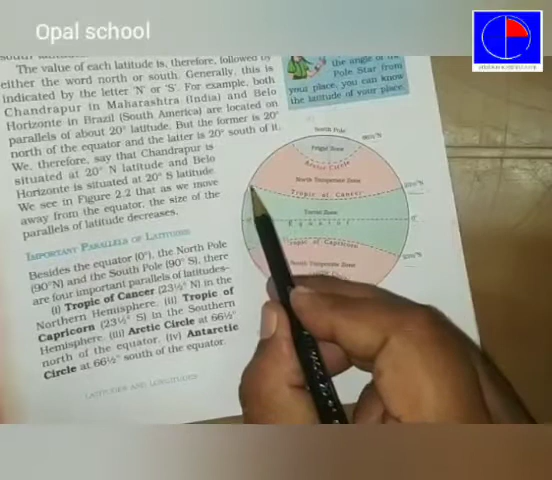 Opal school
south latitude.
The value of each latitude is, therefore, followed by
either the word north or south. Generally, this is
indicated by the letter 'N' or 'S'. For example, both
Chandrapur in Maharashtra (India) and Belo
Horizonte in Brazil (South America) are located on
parallels of about 20° latitude. But the former is 20°
north of the equator and the latter is 20° south of it.
We, therefore, say that Chandrapur is
situated at 20° N latitude and Belo
Horizonte is situated at 20° S latitude
We see in Figure 2.2 that as we move
away from the equator, the size of the
parallels of latitude decreases.
IMPORTANT PARALLELS OF LATITUDES
Besides the equator (0°), the North Pole
(90°N) and the South Pole (90° S), there
are four important parallels of latitudes–
(i) Tropic of Cancer (23½° N) in the
Northern Hemisphere. (ii) Tropic of
Capricorn (23½° S) in the Southern
Hemisphere. (iii) Arctic Circle at 66½°
north of the equator. (iv) Antarctic
Circle at 66½° south of the equator.
LATITUDES AND LONGITUDES
the angle of the
Pole Star from
your place, you can know
the latitude of your place.
North Pole
66½°N
Frigid Zone
Arctic Circle
North Temperate Zone
23½°N
Tropic of Cancer
Torrid Zone
Equator
0°
Tropic of Capricorn